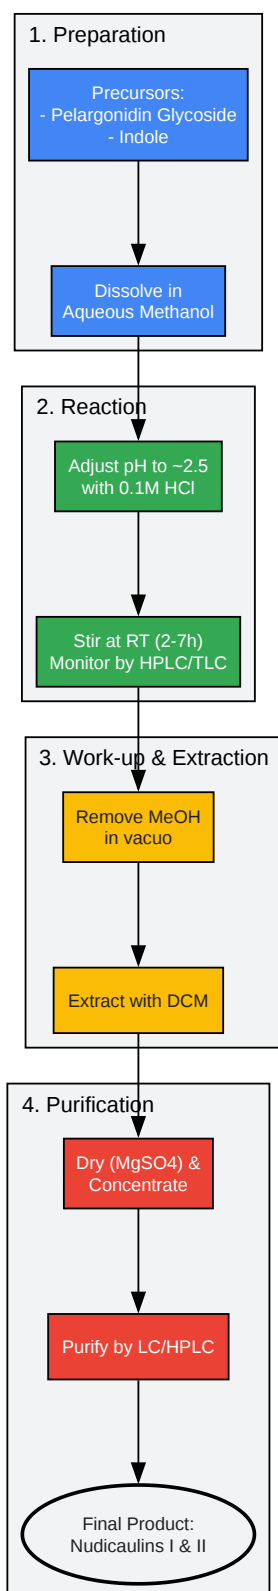 1. Preparation
Precursors:
- Pelargonidin Glycoside
- Indole
Dissolve in
Aqueous Methanol
2. Reaction
Adjust pH to ~2.5
with 0.1M HCl
Stir at RT (2-7h)
Monitor by HPLC/TLC
3. Work-up & Extraction
Remove MeOH
in vacuo
Extract with DCM
4. Purification
Dry (MgSO4) &
Concentrate
Purify by LC/HPLC
Final Product:
Nudicaulins I & II